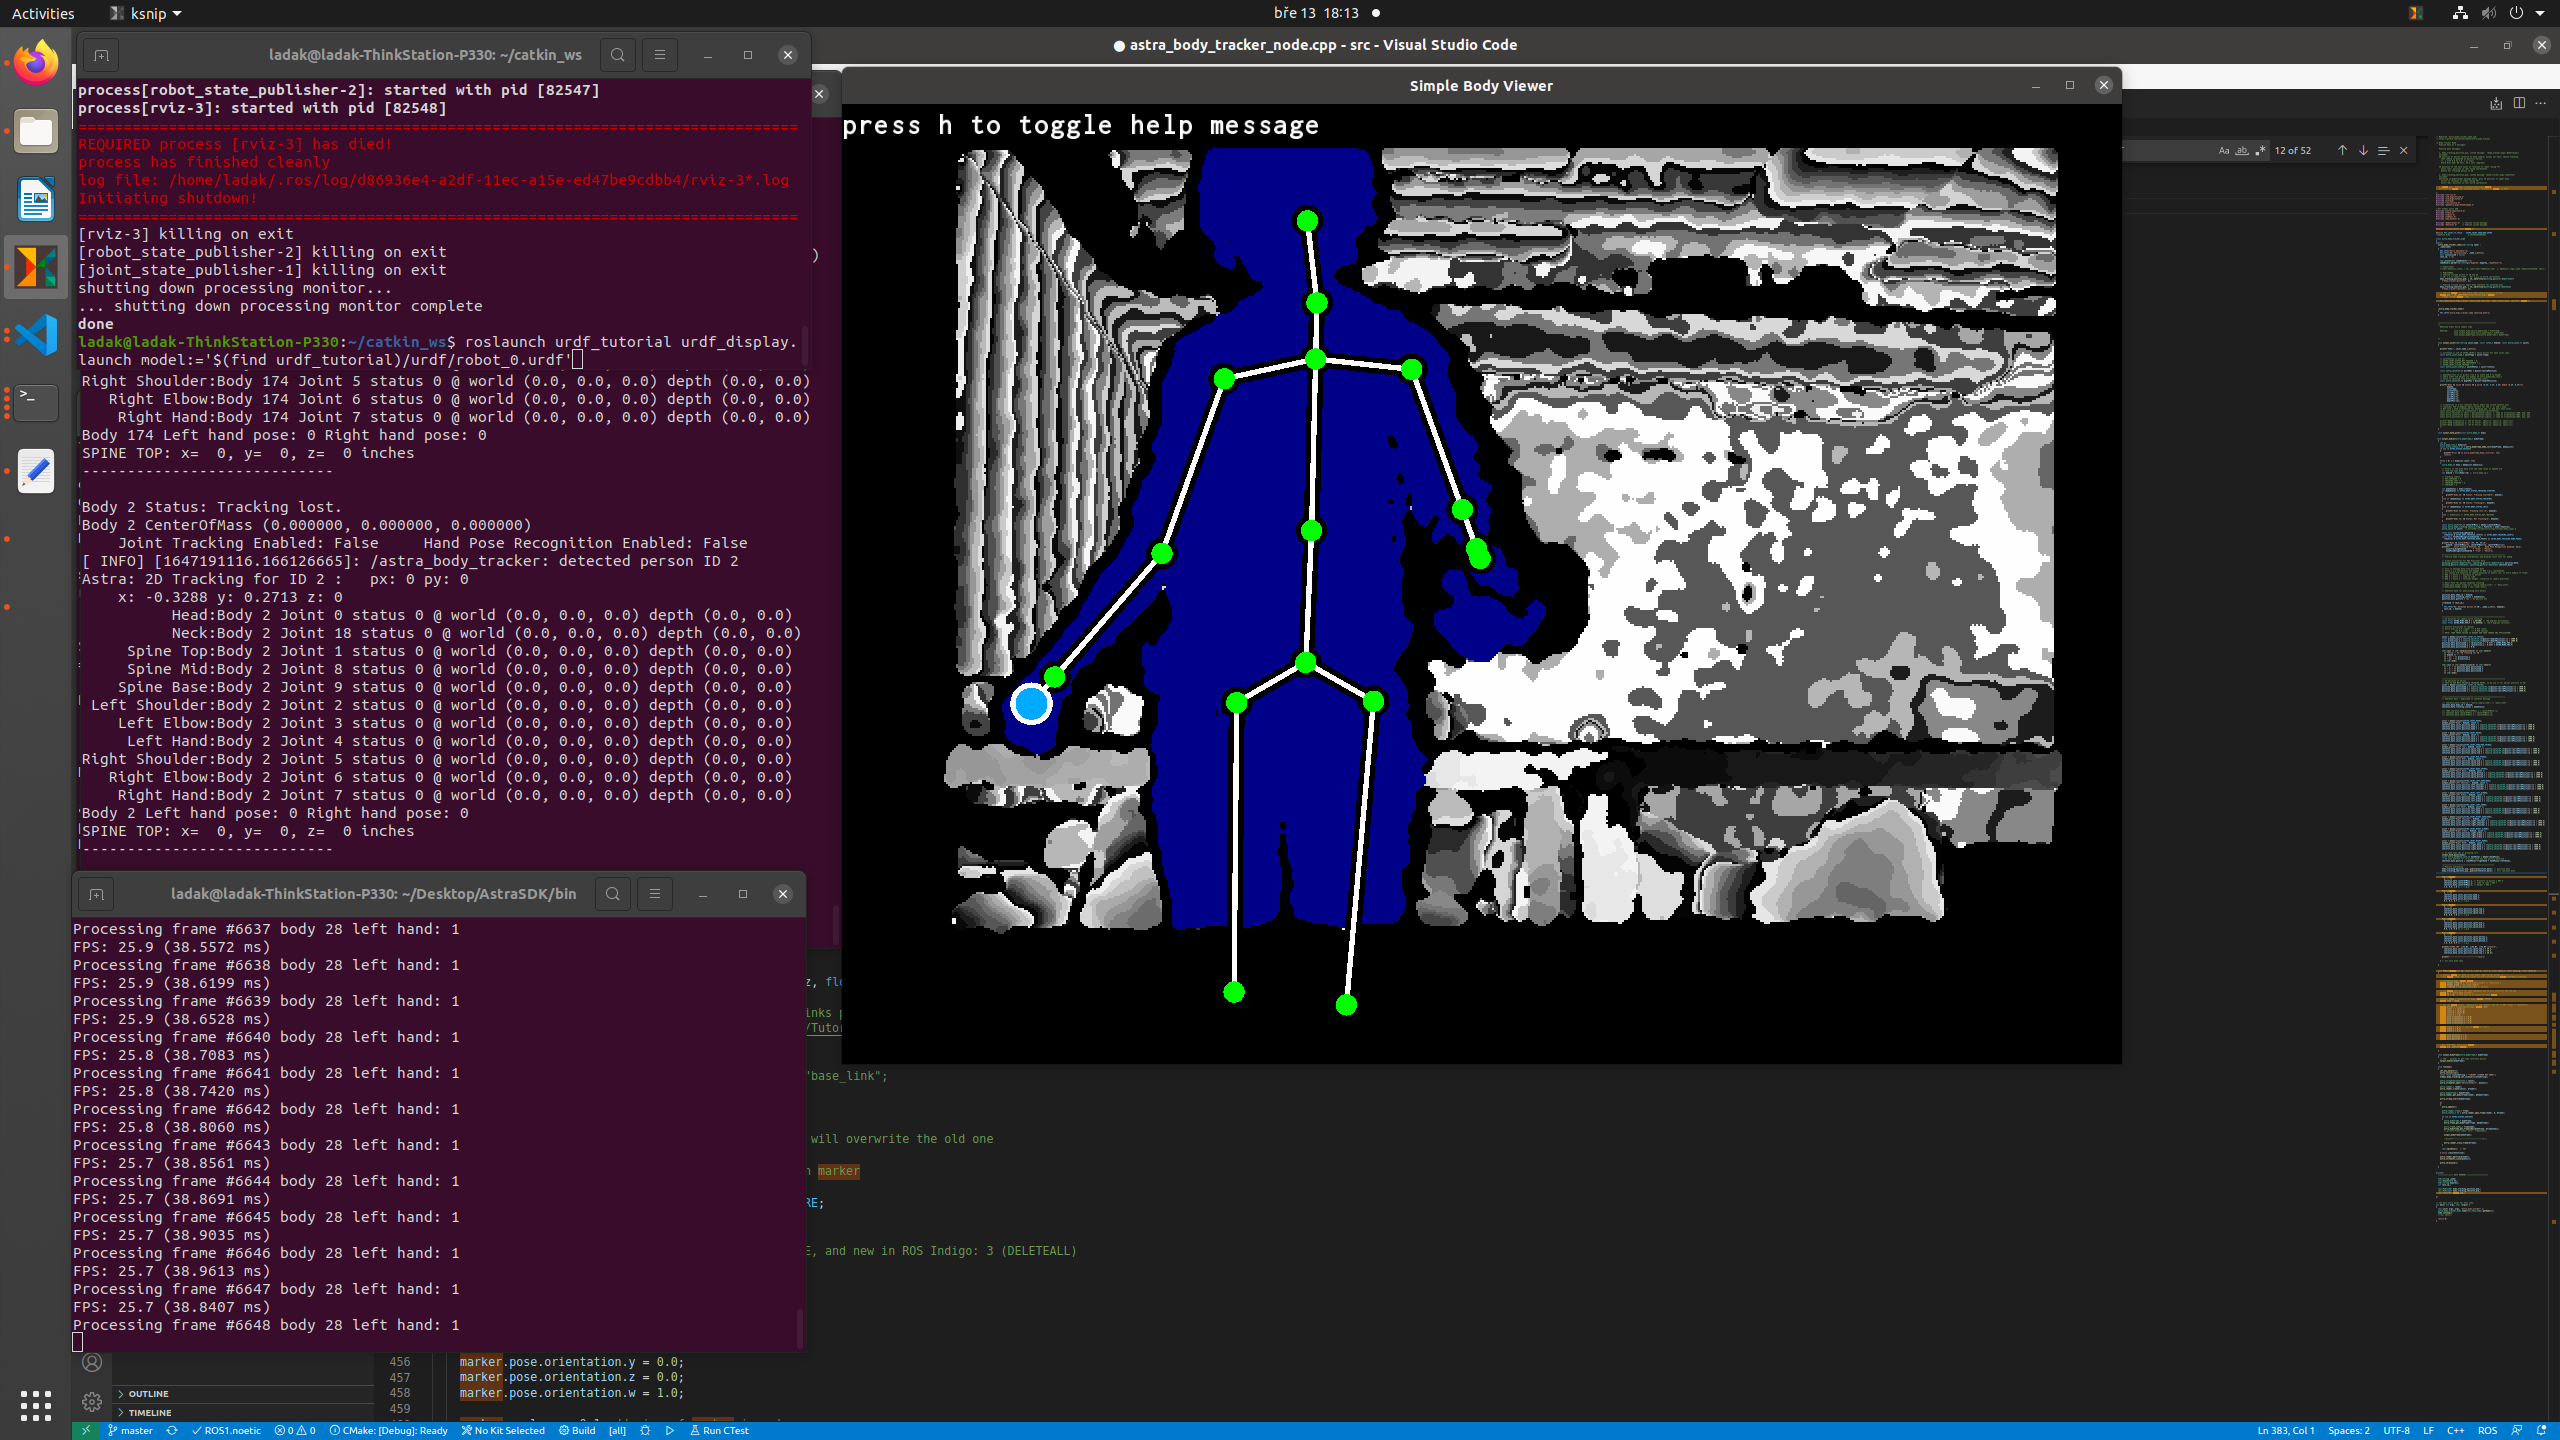 Activities
ksnip
bře 13 18:13
ladak@ladak-ThinkStation-P330: ~/catkin_ws
astra_body_tracker_node.cpp - src - Visual Studio Code
process[robot_state_publisher-2]: started with pid [82547]
process[rviz-3]: started with pid [82548]
================================================================================
REQUIRED process [rviz-3] has died!
process has finished cleanly
log file: /home/ladak/.ros/log/d86936e4-a2df-11ec-a15e-ed47be9cdbb4/rviz-3*.log
Initiating shutdown!
================================================================================
[rviz-3] killing on exit
[robot_state_publisher-2] killing on exit
[joint_state_publisher-1] killing on exit
shutting down processing monitor...
... shutting down processing monitor complete
done
ladak@ladak-ThinkStation-P330:~/catkin_ws$ roslaunch urdf_tutorial urdf_display.
launch model:='$(find urdf_tutorial)/urdf/robot_0.urdf'
Right Shoulder:Body 174 Joint 5 status 0 @ world (0.0, 0.0, 0.0) depth (0.0, 0.0)
Right Elbow:Body 174 Joint 6 status 0 @ world (0.0, 0.0, 0.0) depth (0.0, 0.0)
Right Hand:Body 174 Joint 7 status 0 @ world (0.0, 0.0, 0.0) depth (0.0, 0.0)
Body 174 Left hand pose: 0 Right hand pose: 0
SPINE TOP: x=  0, y=  0, z=  0 inches
----------------------------
Body 2 Status: Tracking lost.
Body 2 CenterOfMass (0.000000, 0.000000, 0.000000)
Joint Tracking Enabled: False     Hand Pose Recognition Enabled: False
[ INFO] [1647191116.166126665]: /astra_body_tracker: detected person ID 2
Astra: 2D Tracking for ID 2 :   px: 0 py: 0
x: -0.3288 y: 0.2713 z: 0
Head:Body 2 Joint 0 status 0 @ world (0.0, 0.0, 0.0) depth (0.0, 0.0)
Neck:Body 2 Joint 18 status 0 @ world (0.0, 0.0, 0.0) depth (0.0, 0.0)
Spine Top:Body 2 Joint 1 status 0 @ world (0.0, 0.0, 0.0) depth (0.0, 0.0)
Spine Mid:Body 2 Joint 8 status 0 @ world (0.0, 0.0, 0.0) depth (0.0, 0.0)
Spine Base:Body 2 Joint 9 status 0 @ world (0.0, 0.0, 0.0) depth (0.0, 0.0)
Left Shoulder:Body 2 Joint 2 status 0 @ world (0.0, 0.0, 0.0) depth (0.0, 0.0)
Left Elbow:Body 2 Joint 3 status 0 @ world (0.0, 0.0, 0.0) depth (0.0, 0.0)
Left Hand:Body 2 Joint 4 status 0 @ world (0.0, 0.0, 0.0) depth (0.0, 0.0)
Right Shoulder:Body 2 Joint 5 status 0 @ world (0.0, 0.0, 0.0) depth (0.0, 0.0)
Right Elbow:Body 2 Joint 6 status 0 @ world (0.0, 0.0, 0.0) depth (0.0, 0.0)
Right Hand:Body 2 Joint 7 status 0 @ world (0.0, 0.0, 0.0) depth (0.0, 0.0)
Body 2 Left hand pose: 0 Right hand pose: 0
SPINE TOP: x=  0, y=  0, z=  0 inches
----------------------------
ladak@ladak-ThinkStation-P330: ~/Desktop/AstraSDK/bin
Processing frame #6637 body 28 left hand: 1
FPS: 25.9 (38.5572 ms)
Processing frame #6638 body 28 left hand: 1
FPS: 25.9 (38.6199 ms)
Processing frame #6639 body 28 left hand: 1
FPS: 25.9 (38.6528 ms)
Processing frame #6640 body 28 left hand: 1
FPS: 25.8 (38.7083 ms)
Processing frame #6641 body 28 left hand: 1
FPS: 25.8 (38.7420 ms)
Processing frame #6642 body 28 left hand: 1
FPS: 25.8 (38.8060 ms)
Processing frame #6643 body 28 left hand: 1
FPS: 25.7 (38.8561 ms)
Processing frame #6644 body 28 left hand: 1
FPS: 25.7 (38.8691 ms)
Processing frame #6645 body 28 left hand: 1
FPS: 25.7 (38.9035 ms)
Processing frame #6646 body 28 left hand: 1
FPS: 25.7 (38.9613 ms)
Processing frame #6647 body 28 left hand: 1
FPS: 25.7 (38.8407 ms)
Processing frame #6648 body 28 left hand: 1
Simple Body Viewer
press h to toggle help message
Aa ab 12 of 52
z, flo
inks p
/Tutor
"base_link";
will overwrite the old one
n marker
RE;
E, and new in ROS Indigo: 3 (DELETEALL)
456 marker.pose.orientation.y = 0.0;
457 marker.pose.orientation.z = 0.0;
458 marker.pose.orientation.w = 1.0;
459
OUTLINE
TIMELINE
master ROS1.noetic 0 0 CMake: [Debug]: Ready No Kit Selected Build [all] Run CTest
Ln 383, Col 1 Spaces: 2 UTF-8 LF C++ ROS